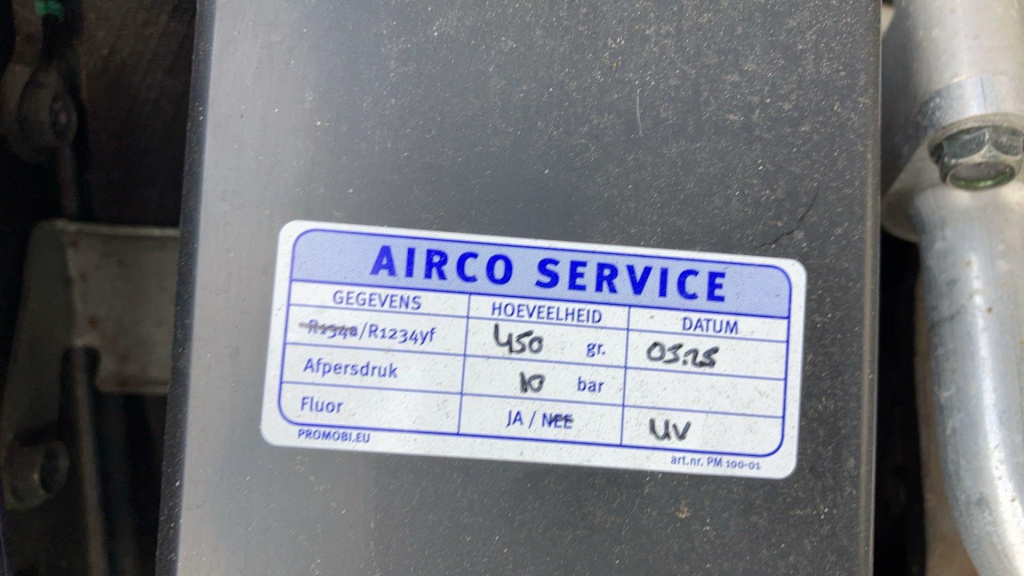 AIRCO SERVICE
GEGEVENS HOEVEELHEID DATUM
R134a/R1234yf 450 gr. 03.25
Afpersdruk 10 bar
Fluor JA / NEE UV
PROMOBI.EU art.nr. PM 100-01